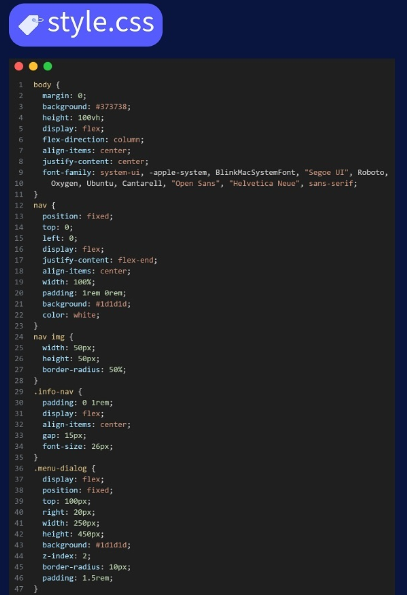 style.css
1 body {
2 margin: 0;
3 background: #373738;
4 height: 100vh;
5 display: flex;
6 flex-direction: column;
7 align-items: center;
8 justify-content: center;
9 font-family: system-ui, -apple-system, BlinkMacSystemFont, "Segoe UI", Roboto,
10 Oxygen, Ubuntu, Cantarell, "Open Sans", "Helvetica Neue", sans-serif;
11 }
12 nav {
13 position: fixed;
14 top: 0;
15 left: 0;
16 display: flex;
17 justify-content: flex-end;
18 align-items: center;
19 width: 100%;
20 padding: 1rem 0rem;
21 background: #1d1d1d;
22 color: white;
23 }
24 nav img {
25 width: 50px;
26 height: 50px;
27 border-radius: 50%;
28 }
29 .info-nav {
30 padding: 0 1rem;
31 display: flex;
32 align-items: center;
33 gap: 15px;
34 font-size: 26px;
35 }
36 .menu-dialog {
37 display: flex;
38 position: fixed;
39 top: 100px;
40 right: 20px;
41 width: 250px;
42 height: 450px;
43 background: #1d1d1d;
44 z-index: 2;
45 border-radius: 10px;
46 padding: 1.5rem;
47 }